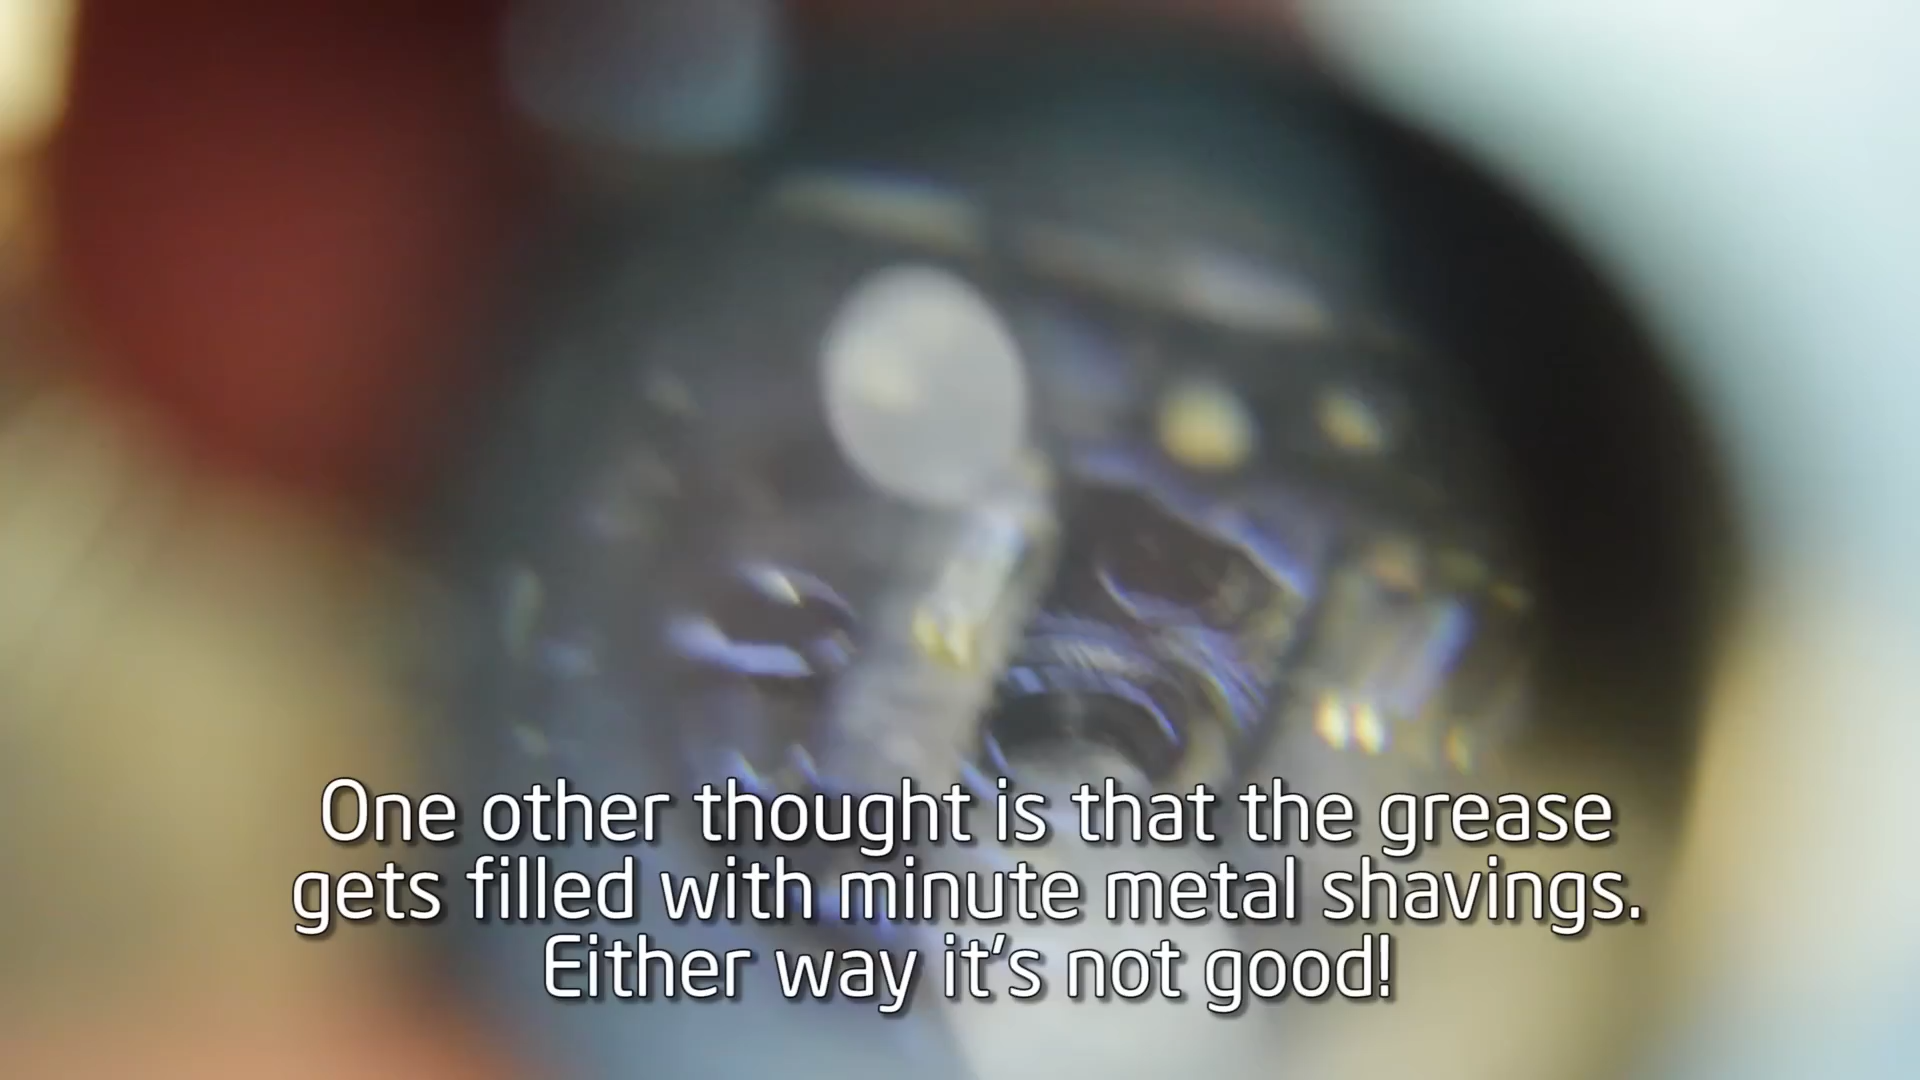 One other thought is that the grease
gets filled with minute metal shavings.
Either way it's not good!